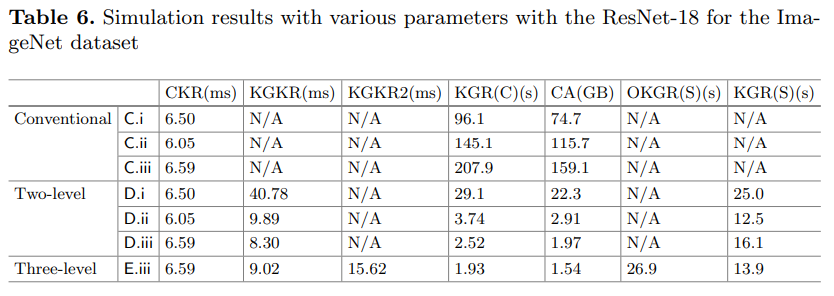 Table 6. Simulation results with various parameters with the ResNet-18 for the Ima-
geNet dataset
CKR(ms) KGKR(ms) KGKR2(ms) KGR(C)(s) CA(GB) OKGR(S)(s) KGR(S)(s)
Conventional C.i 6.50 N/A N/A 96.1 74.7 N/A N/A
C.ii 6.05 N/A N/A 145.1 115.7 N/A N/A
C.iii 6.59 N/A N/A 207.9 159.1 N/A N/A
Two-level D.i 6.50 40.78 N/A 29.1 22.3 N/A 25.0
D.ii 6.05 9.89 N/A 3.74 2.91 N/A 12.5
D.iii 6.59 8.30 N/A 2.52 1.97 N/A 16.1
Three-level E.iii 6.59 9.02 15.62 1.93 1.54 26.9 13.9